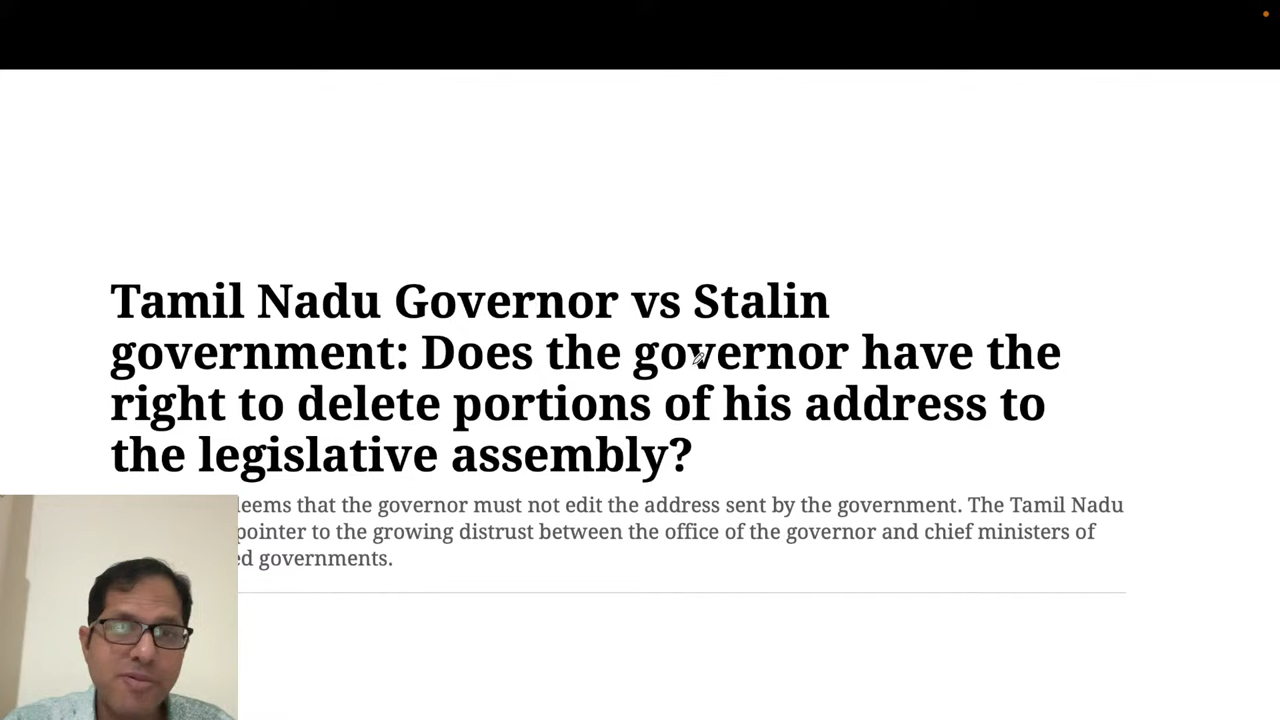 Tamil Nadu Governor vs Stalin
government: Does the governor have the
right to delete portions of his address to
the legislative assembly?
that the governor must not edit the address sent by the government. The Tamil Nadu
pointer to the growing distrust between the office of the governor and chief ministers of
governments.